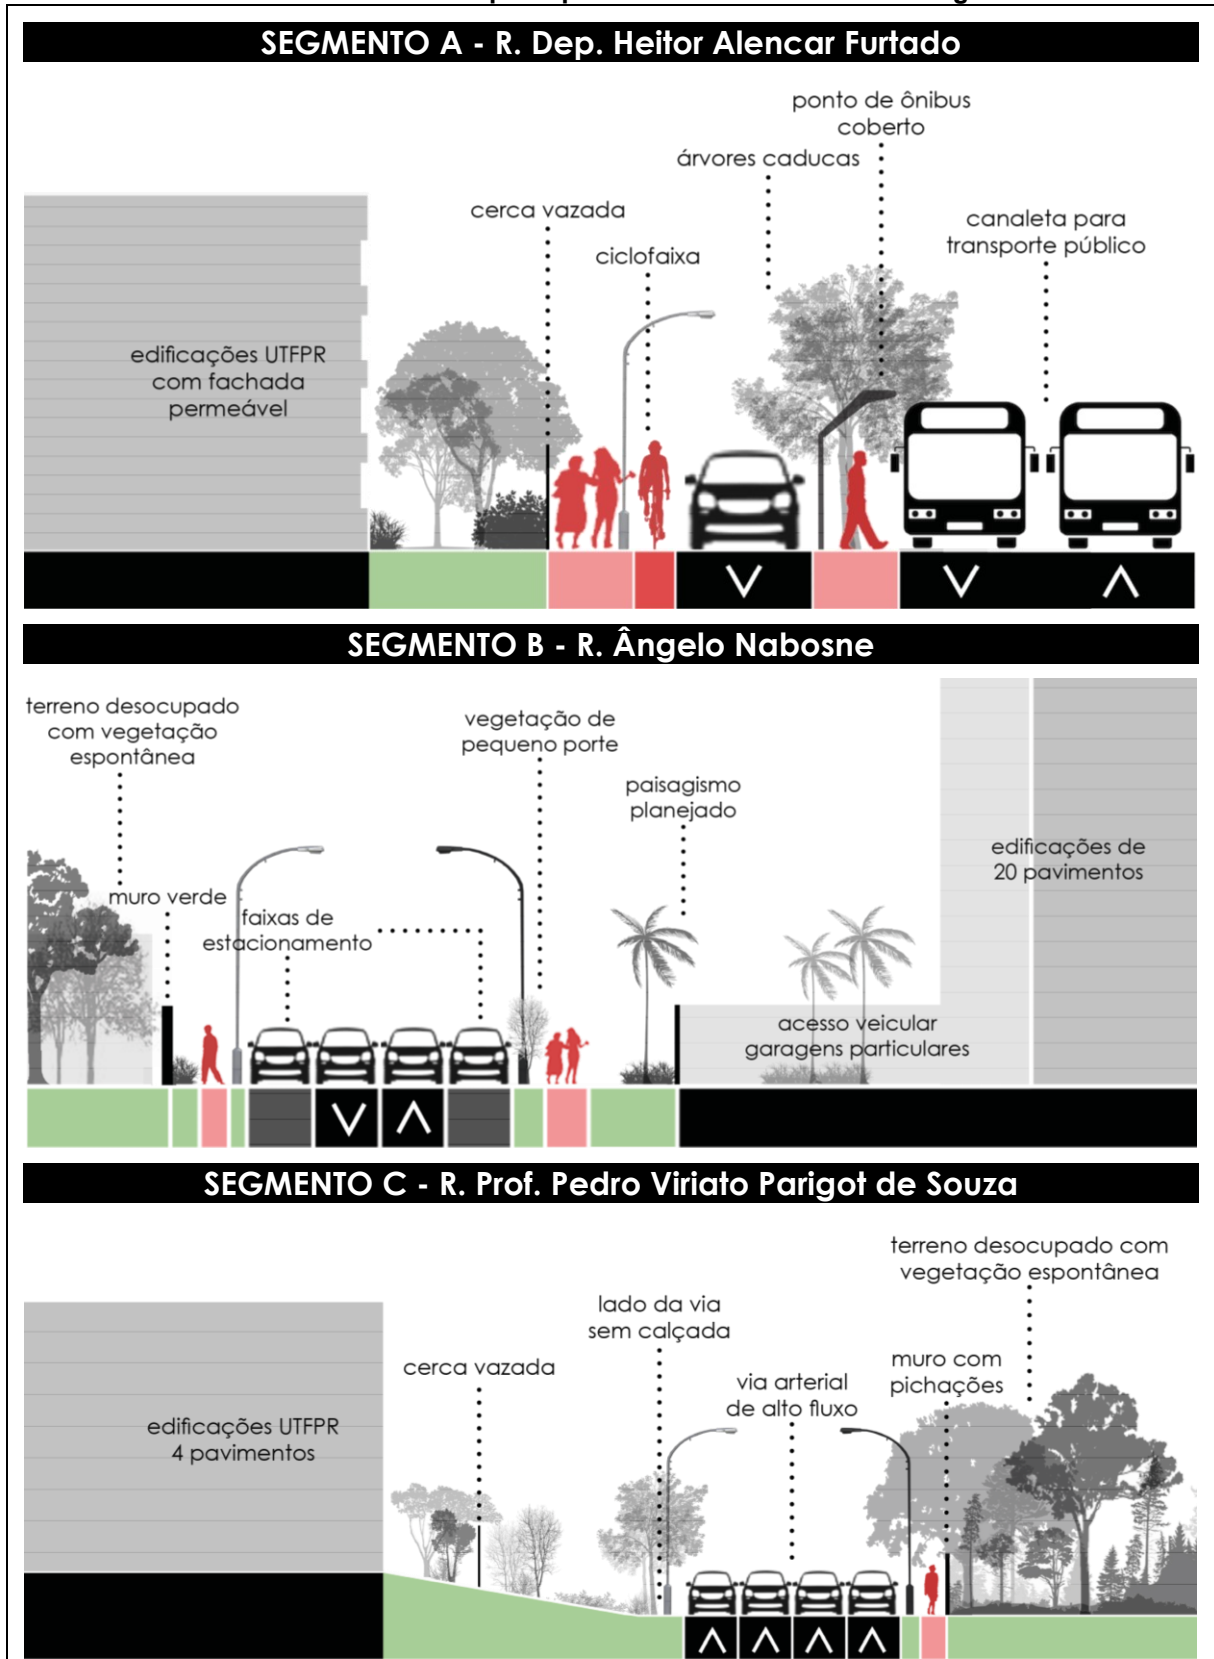 SEGMENTO A - R. Dep. Heitor Alencar Furtado
ponto de ônibus
coberto
árvores caducas
cerca vazada
ciclofaixa
canaleta para
transporte público
edificações UTFPR
com fachada
permeável
SEGMENTO B - R. Ângelo Nabosne
terreno desocupado
com vegetação
espontânea
vegetação de
pequeno porte
paisagismo
planejado
edificações de
20 pavimentos
muro verde
faixas de
estacionamento
acesso veicular
garagens particulares
SEGMENTO C - R. Prof. Pedro Viriato Parigot de Souza
terreno desocupado com
vegetação espontânea
lado da via
sem calçada
cerca vazada
muro com
pichações
via arterial
de alto fluxo
edificações UTFPR
4 pavimentos